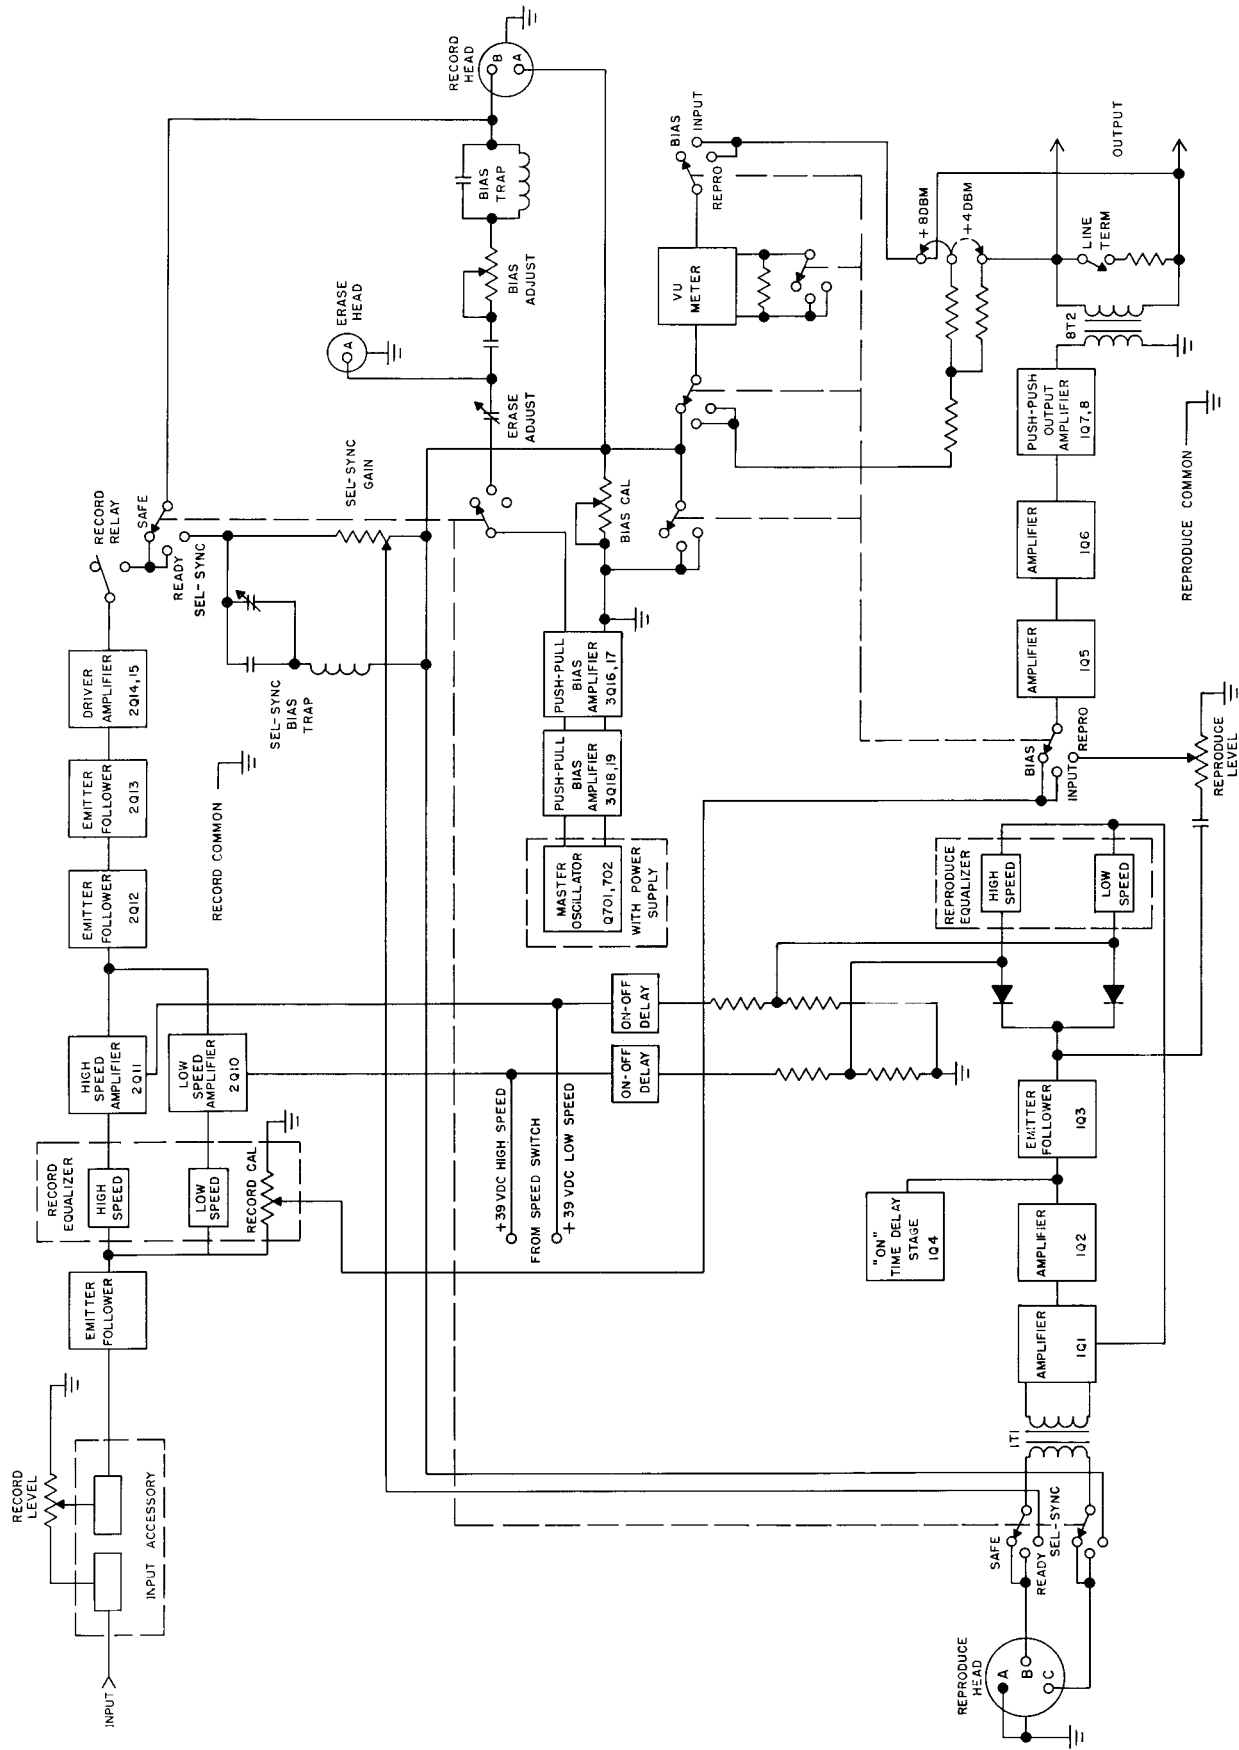 INPUT
INPUT ACCESSORY
RECORD
LEVEL
EMITTER
FOLLOWER
RECORD
EQUALIZER
HIGH
SPEED
LOW
SPEED
RECORD CAL
HIGH
SPEED
AMPLIFIER
2Q11
LOW
SPEED
AMPLIFIER
2Q10
EMITTER
FOLLOWER
2Q12
EMITTER
FOLLOWER
2Q13
DRIVER
AMPLIFIER
2Q14,15
RECORD
RELAY
SAFE
READY
SEL-SYNC
SEL-SYNC
BIAS
TRAP
SEL-SYNC
GAIN
RECORD COMMON
ERASE
HEAD
A
ERASE
ADJUST
BIAS
ADJUST
BIAS
TRAP
RECORD
HEAD
B
A
+39 VDC HIGH SPEED
FROM SPEED SWITCH
+39 VDC LOW SPEED
MASTER
OSCILLATOR
Q701,702
WITH POWER
SUPPLY
PUSH-PULL
BIAS
AMPLIFIER
3Q18,19
PUSH-PULL
BIAS
AMPLIFIER
3Q16,17
BIAS CAL
ON-OFF
DELAY
ON-OFF
DELAY
VU
METER
BIAS
INPUT
REPRO
+8DBM
+4DBM
LINE
TERM
OUTPUT
REPRODUCE
HEAD
A
B
C
SAFE
READY
SEL-SYNC
1T1
AMPLIFIER
1Q1
AMPLIFIER
1Q2
"ON"
TIME DELAY
STAGE
1Q4
EMITTER
FOLLOWER
1Q3
REPRODUCE
EQUALIZER
HIGH
SPEED
LOW
SPEED
BIAS
INPUT
REPRO
REPRODUCE
LEVEL
AMPLIFIER
1Q5
AMPLIFIER
1Q6
PUSH-PUSH
OUTPUT
AMPLIFIER
1Q7,8
8T2
REPRODUCE COMMON